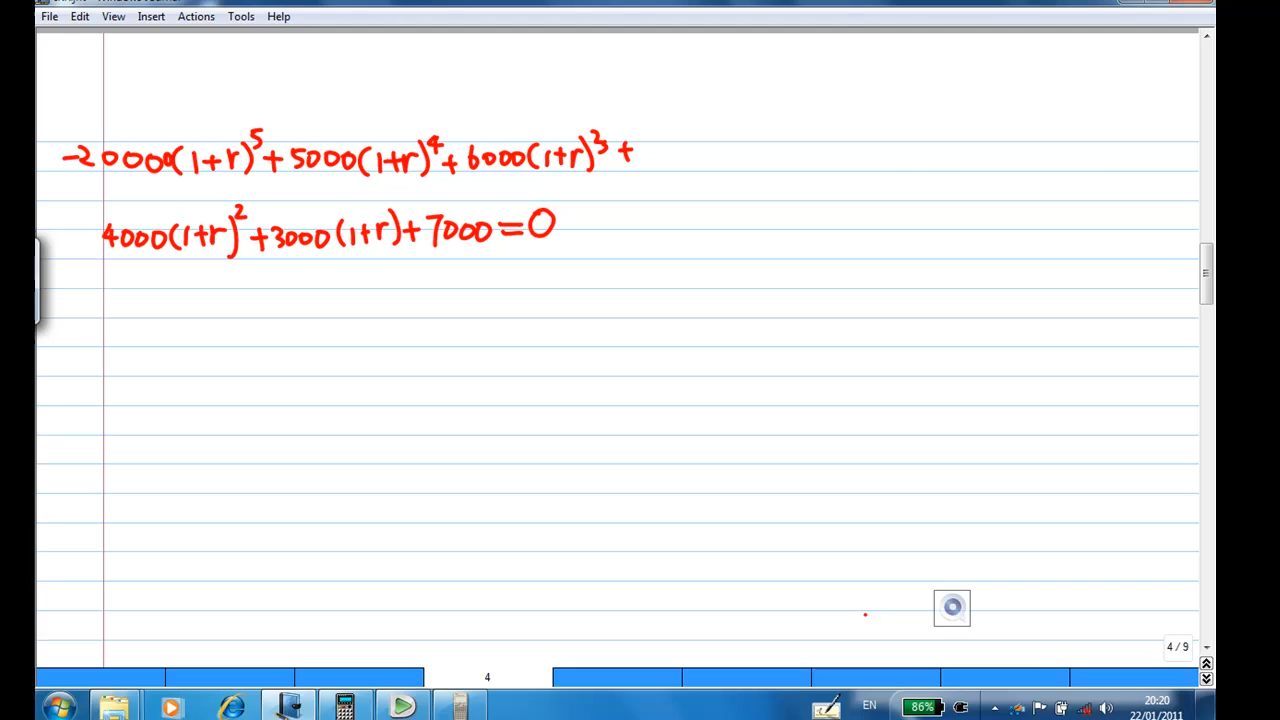 File Edit View Insert Actions Tools Help
-20000(1+r)^5 + 5000(1+r)^4 + 6000(1+r)^3 +
4000(1+r)^2 + 3000(1+r) + 7000 = 0
4 / 9
4
EN
86%
20:20
22/01/2011